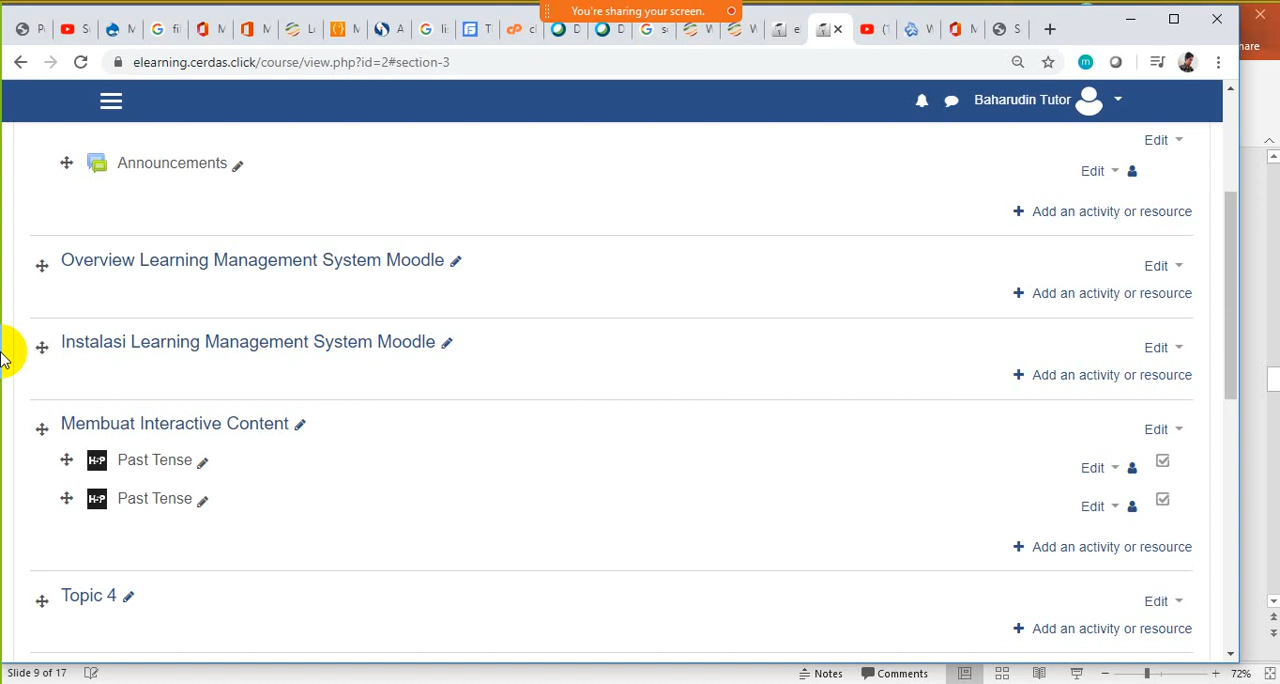 You're sharing your screen.
elearning.cerdas.click/course/view.php?id=2#section-3
hare
Baharudin Tutor
Edit
Announcements
Edit
+ Add an activity or resource
Overview Learning Management System Moodle
Edit
+ Add an activity or resource
Instalasi Learning Management System Moodle
Edit
+ Add an activity or resource
Membuat Interactive Content
Edit
H-P Past Tense
Edit
H-P Past Tense
Edit
+ Add an activity or resource
Topic 4
Edit
+ Add an activity or resource
Slide 9 of 17
Notes
Comments
72%